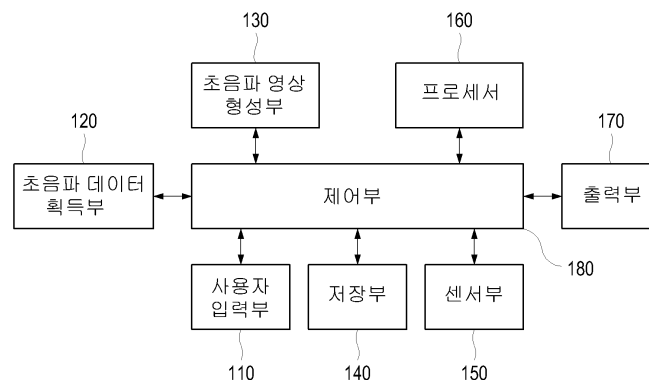 130
160
초음파 영상
형성부
프로세서
120
170
초음파 데이터
획득부
제어부
출력부
180
사용자
입력부
저장부
센서부
110
140
150